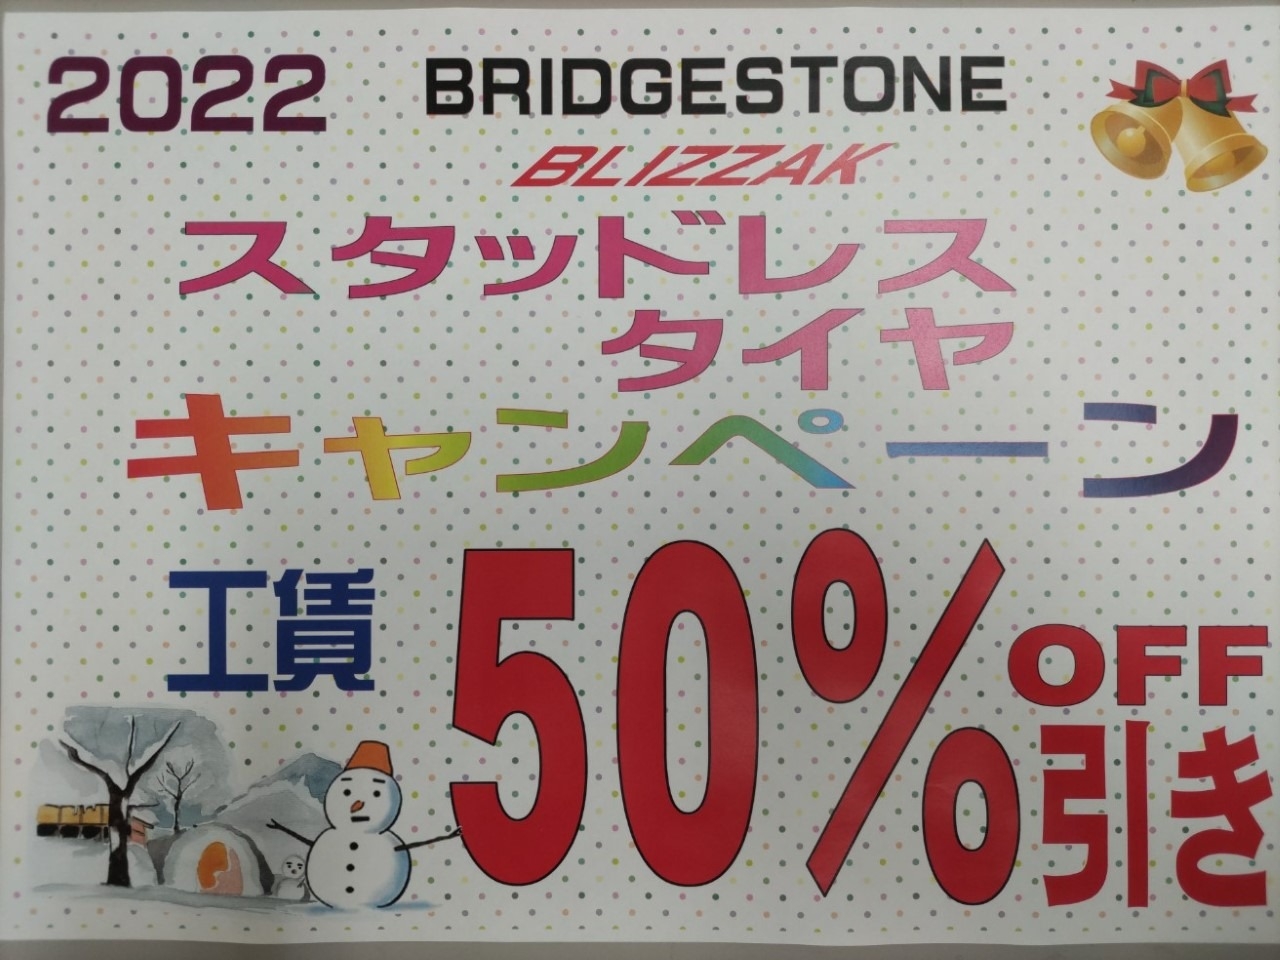 2022 BRIDGESTONE
BLIZZAK
スタッドレス
タイヤ
キャンペーン
工賃 50% OFF
引き